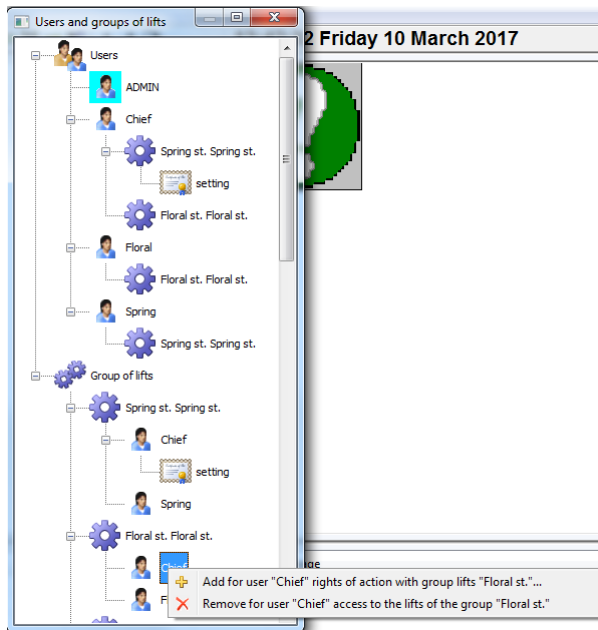 Users and groups of lifts
2 Friday 10 March 2017
Users
ADMIN
Chief
Spring st. Spring st.
setting
Floral st. Floral st.
Floral
Floral st. Floral st.
Spring
Spring st. Spring st.
Group of lifts
Spring st. Spring st.
Chief
setting
Spring
Floral st. Floral st.
Chief
F
Add for user "Chief" rights of action with group lifts "Floral st."...
Remove for user "Chief" access to the lifts of the group "Floral st."